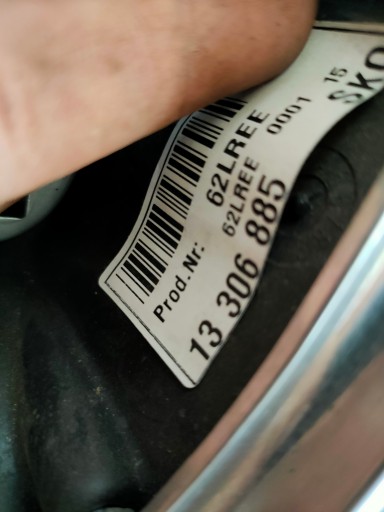 62LREE
Prod.Nr: 62LREE 0001 15
13 306 885 SKO